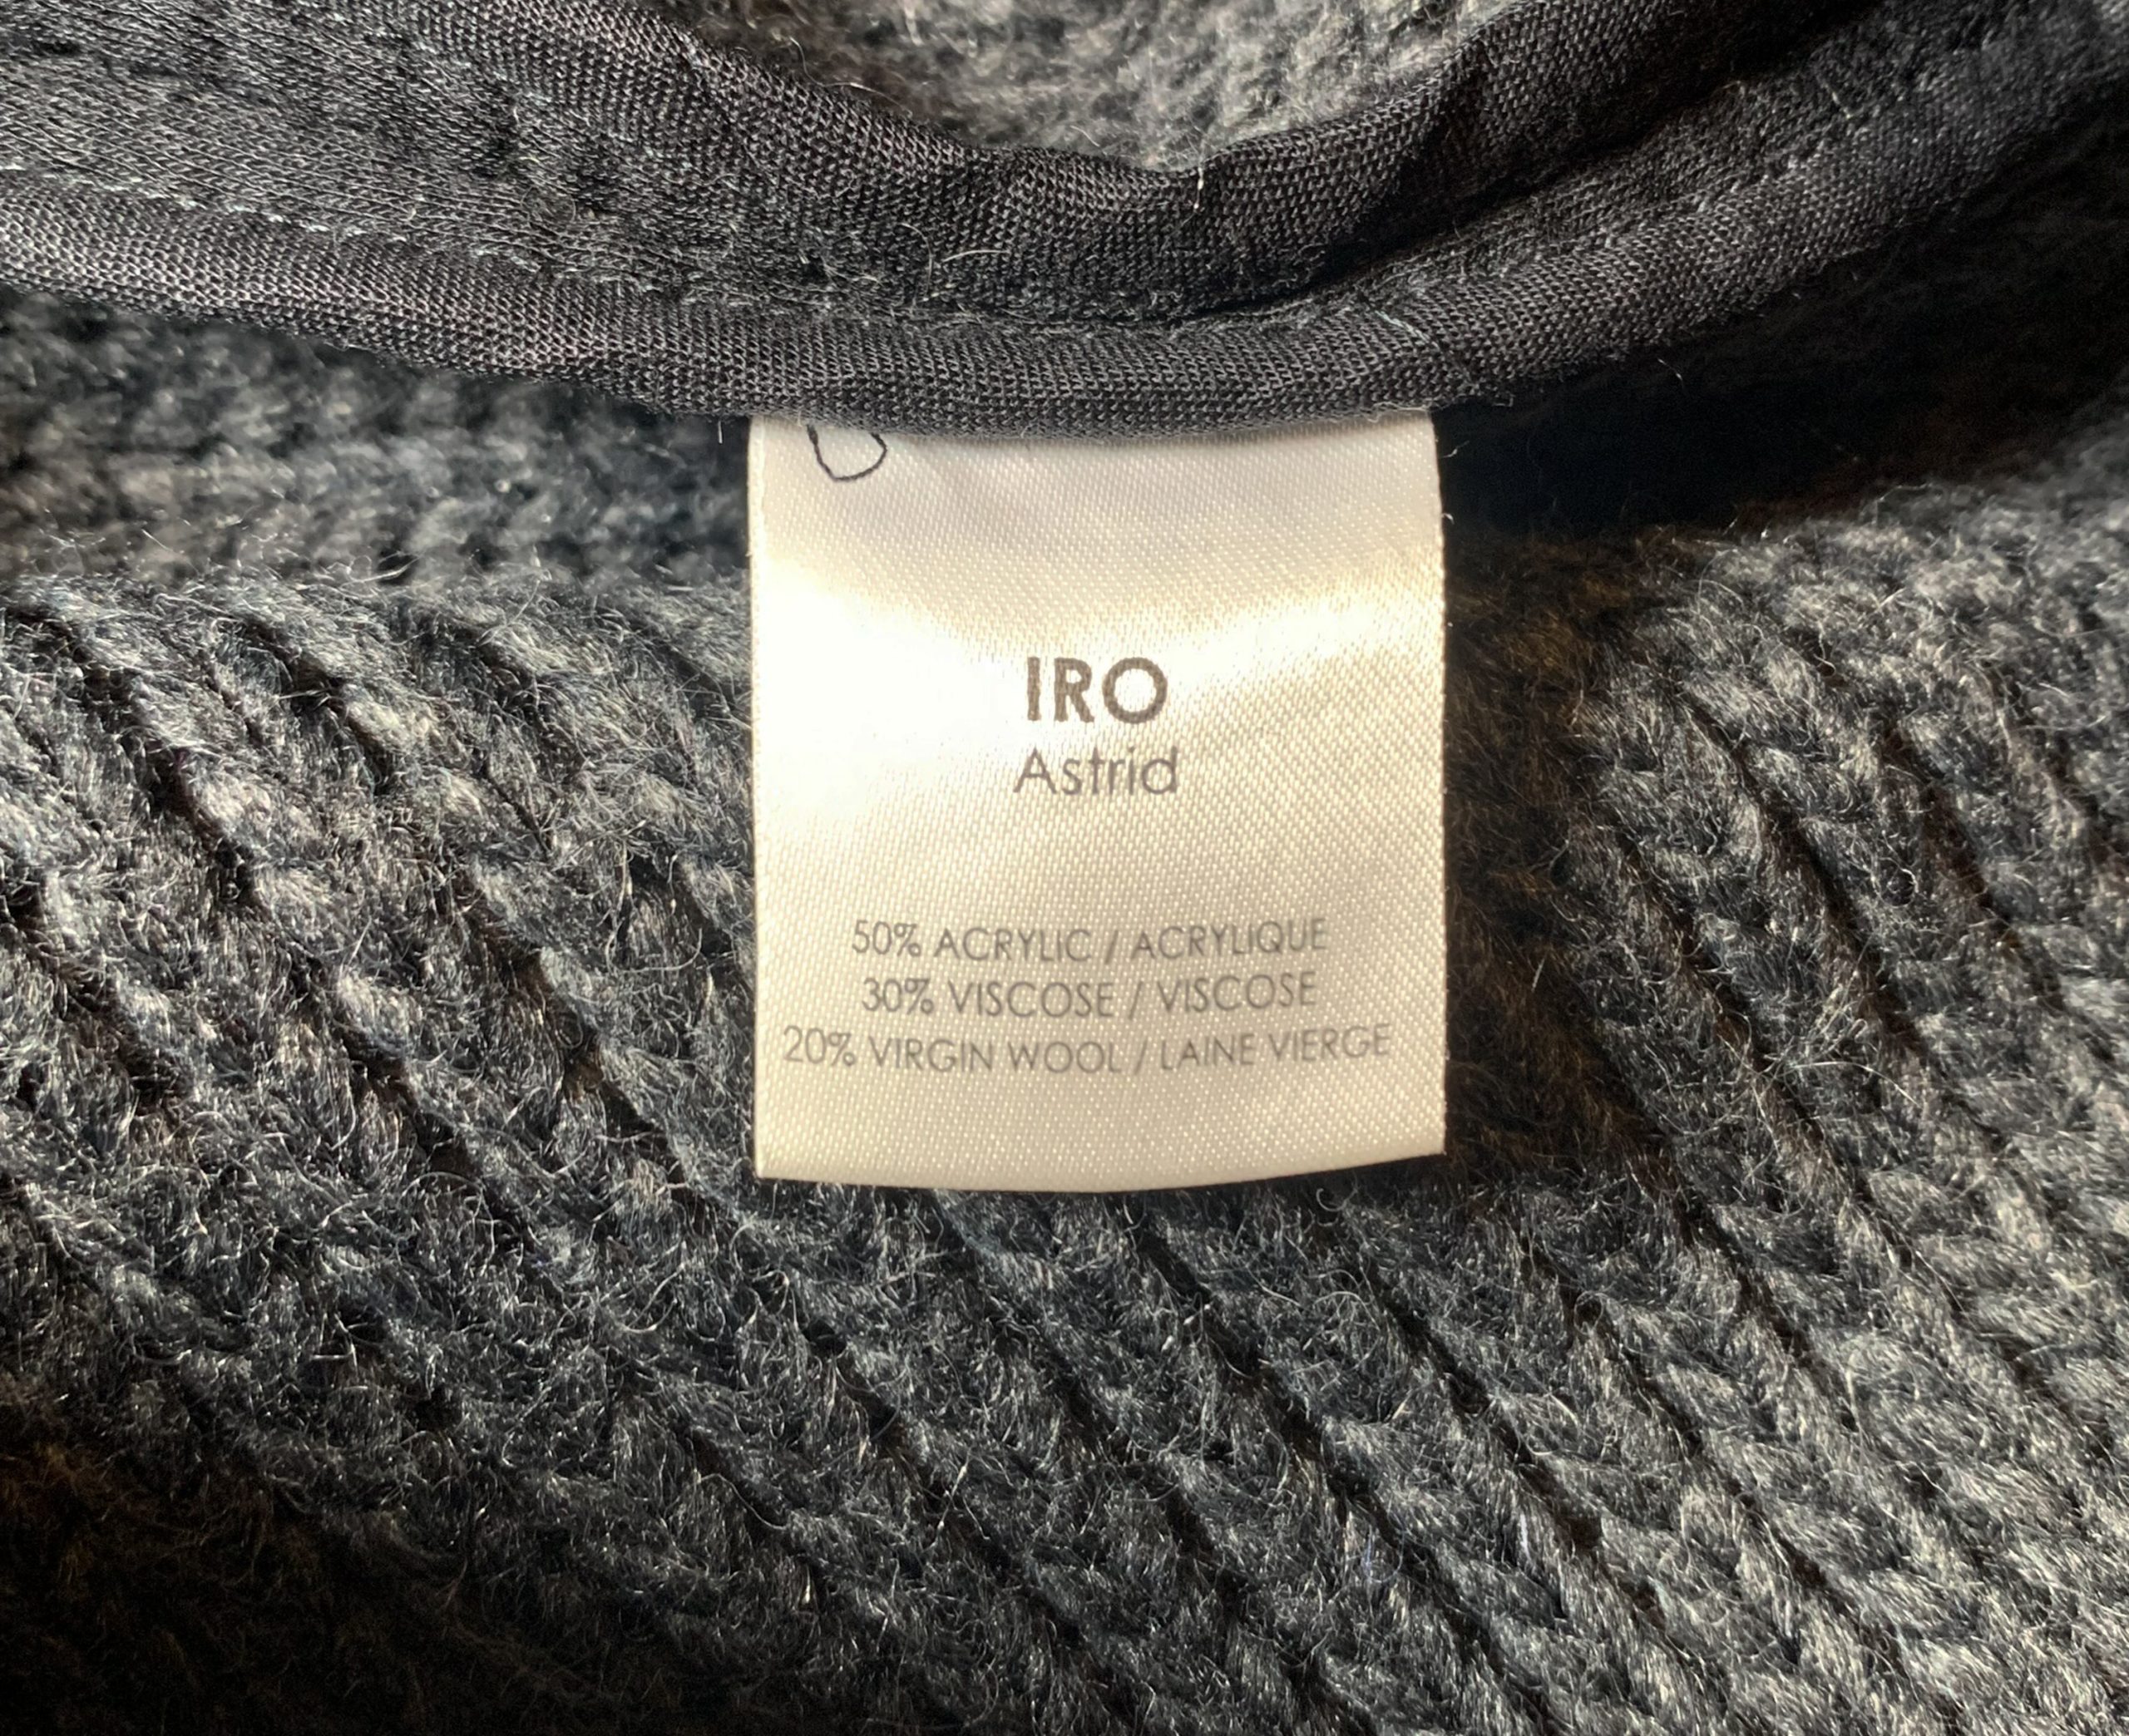 IRO
Astrid
50% ACRYLIC / ACRYLIQUE
30% VISCOSE / VISCOSE
20% VIRGIN WOOL / LAINE VIERGE